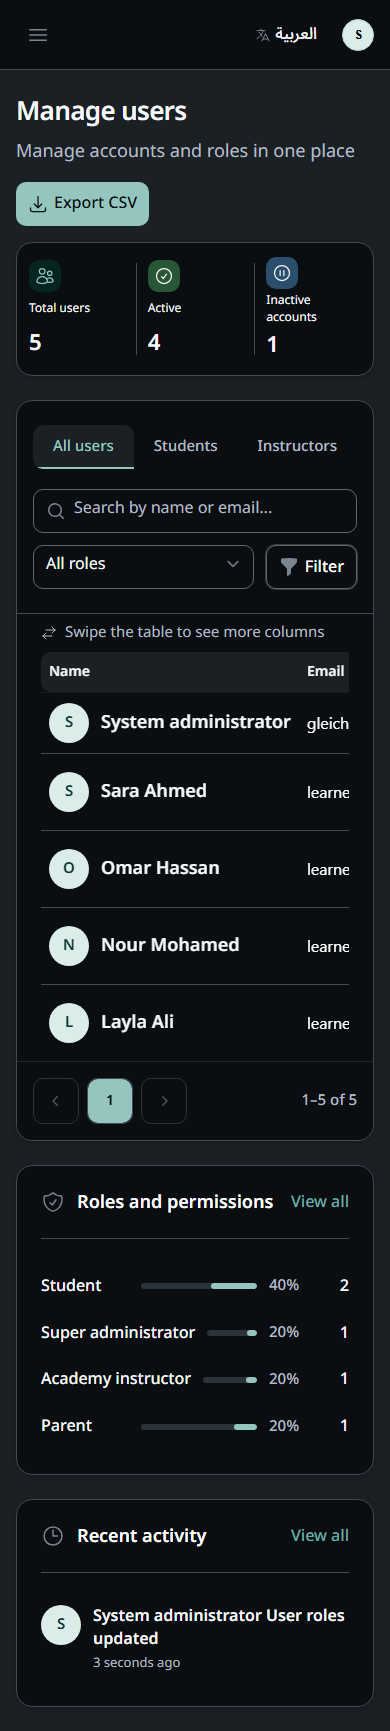 العربية
S
Manage users
Manage accounts and roles in one place
Export CSV
Total users
5
Active
4
Inactive
accounts
1
All users
Students
Instructors
Search by name or email...
All roles
Filter
Swipe the table to see more columns
Name
Email
S
System administrator
gleich
S
Sara Ahmed
learne
O
Omar Hassan
learne
N
Nour Mohamed
learne
L
Layla Ali
learne
1
1–5 of 5
Roles and permissions
View all
Student
40%
2
Super administrator
20%
1
Academy instructor
20%
1
Parent
20%
1
Recent activity
View all
S
System administrator User roles
updated
3 seconds ago